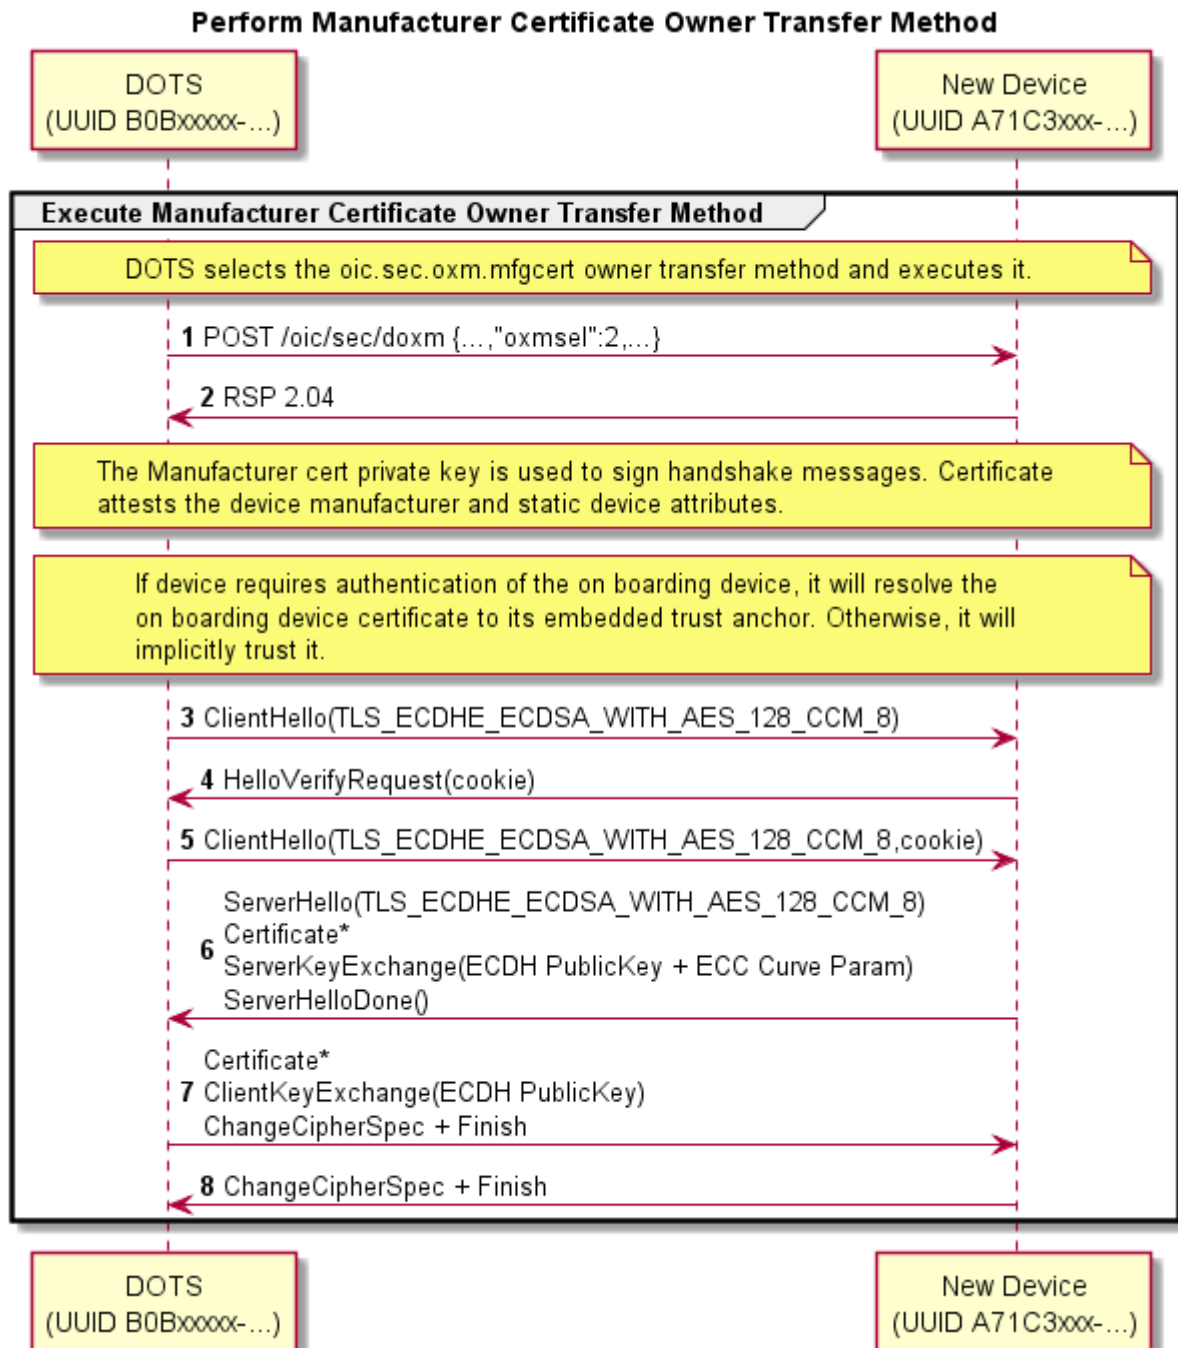 Perform Manufacturer Certificate Owner Transfer Method
DOTS
(UUID B0Bxxxxx-...)
New Device
(UUID A71C3xxx-...)
Execute Manufacturer Certificate Owner Transfer Method
DOTS selects the oic.sec.oxm.mfgcert owner transfer method and executes it.
1 POST /oic/sec/doxm {...,"oxmsel":2,...}
2 RSP 2.04
The Manufacturer cert private key is used to sign handshake messages. Certificate
attests the device manufacturer and static device attributes.
If device requires authentication of the on boarding device, it will resolve the
on boarding device certificate to its embedded trust anchor. Otherwise, it will
implicitly trust it.
3 ClientHello(TLS_ECDHE_ECDSA_WITH_AES_128_CCM_8)
4 HelloVerifyRequest(cookie)
5 ClientHello(TLS_ECDHE_ECDSA_WITH_AES_128_CCM_8,cookie)
ServerHello(TLS_ECDHE_ECDSA_WITH_AES_128_CCM_8)
Certificate*
6 ServerKeyExchange(ECDH PublicKey + ECC Curve Param)
ServerHelloDone()
Certificate*
7 ClientKeyExchange(ECDH PublicKey)
ChangeCipherSpec + Finish
8 ChangeCipherSpec + Finish
DOTS
(UUID B0Bxxxxx-...)
New Device
(UUID A71C3xxx-...)